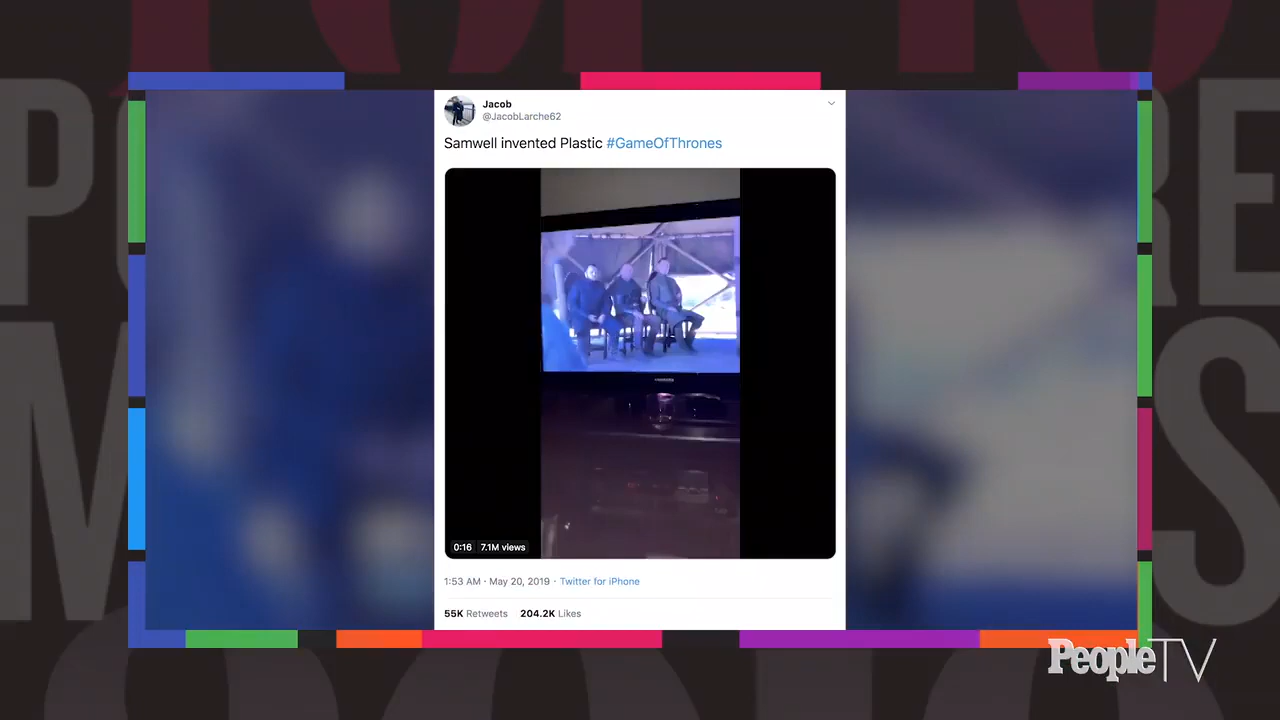 Jacob
@JacobLarche62
Samwell invented Plastic #GameOfThrones
0:16 7.1M views
1:53 AM · May 20, 2019 · Twitter for iPhone
55K Retweets 204.2K Likes
PeopleTV